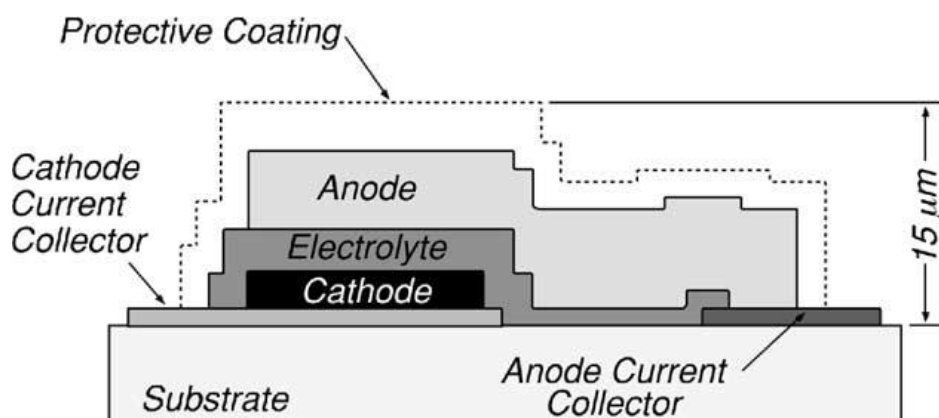 Protective Coating
Cathode
Current
Collector
Anode
Electrolyte
Cathode
15 μm
Anode Current
Collector
Substrate